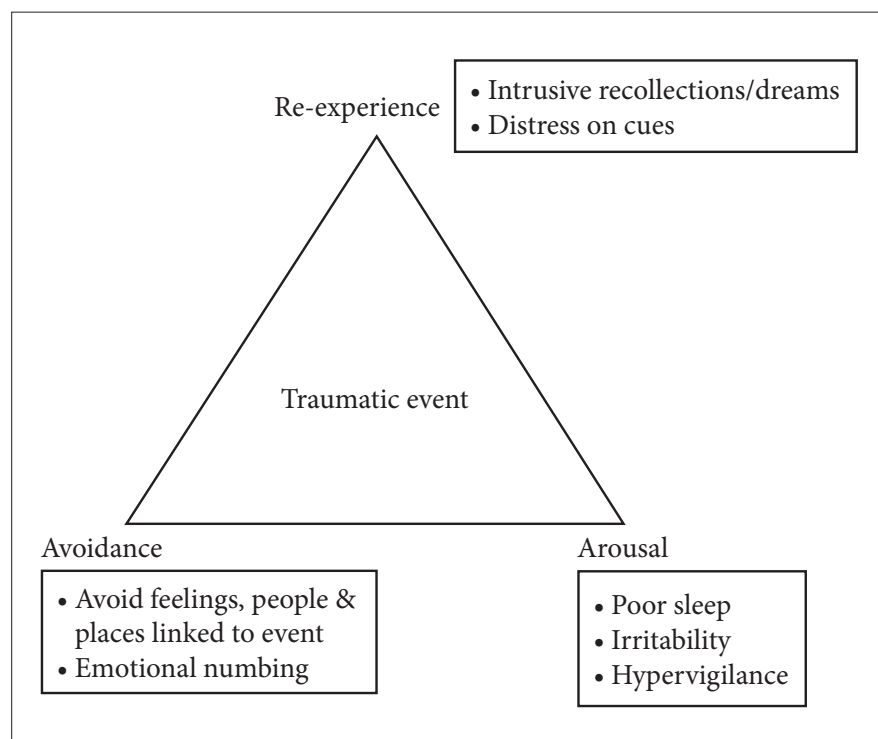 Re-experience
• Intrusive recollections/dreams
• Distress on cues
Traumatic event
Avoidance
• Avoid feelings, people &
places linked to event
• Emotional numbing
Arousal
• Poor sleep
• Irritability
• Hypervigilance